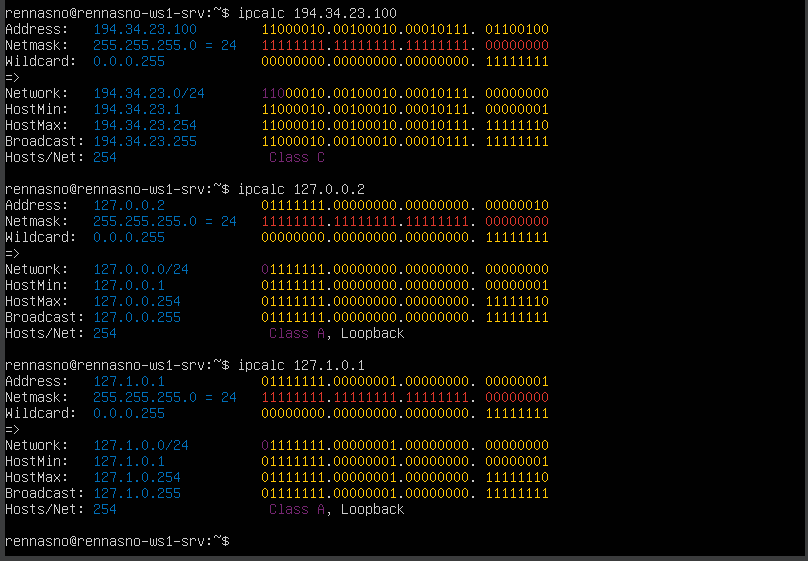 rennasno@rennasno-ws1-srv:~$ ipcalc 194.34.23.100
Address:   194.34.23.100        11000010.00100010.00010111. 01100100
Netmask:   255.255.255.0 = 24   11111111.11111111.11111111. 00000000
Wildcard:  0.0.0.255            00000000.00000000.00000000. 11111111
=>
Network:   194.34.23.0/24       11000010.00100010.00010111. 00000000
HostMin:   194.34.23.1          11000010.00100010.00010111. 00000001
HostMax:   194.34.23.254        11000010.00100010.00010111. 11111110
Broadcast: 194.34.23.255        11000010.00100010.00010111. 11111111
Hosts/Net: 254                   Class C
rennasno@rennasno-ws1-srv:~$ ipcalc 127.0.0.2
Address:   127.0.0.2            01111111.00000000.00000000. 00000010
Netmask:   255.255.255.0 = 24   11111111.11111111.11111111. 00000000
Wildcard:  0.0.0.255            00000000.00000000.00000000. 11111111
=>
Network:   127.0.0.0/24         01111111.00000000.00000000. 00000000
HostMin:   127.0.0.1            01111111.00000000.00000000. 00000001
HostMax:   127.0.0.254          01111111.00000000.00000000. 11111110
Broadcast: 127.0.0.255          01111111.00000000.00000000. 11111111
Hosts/Net: 254                   Class A, Loopback
rennasno@rennasno-ws1-srv:~$ ipcalc 127.1.0.1
Address:   127.1.0.1            01111111.00000001.00000000. 00000001
Netmask:   255.255.255.0 = 24   11111111.11111111.11111111. 00000000
Wildcard:  0.0.0.255            00000000.00000000.00000000. 11111111
=>
Network:   127.1.0.0/24         01111111.00000001.00000000. 00000000
HostMin:   127.1.0.1            01111111.00000001.00000000. 00000001
HostMax:   127.1.0.254          01111111.00000001.00000000. 11111110
Broadcast: 127.1.0.255          01111111.00000001.00000000. 11111111
Hosts/Net: 254                   Class A, Loopback
rennasno@rennasno-ws1-srv:~$